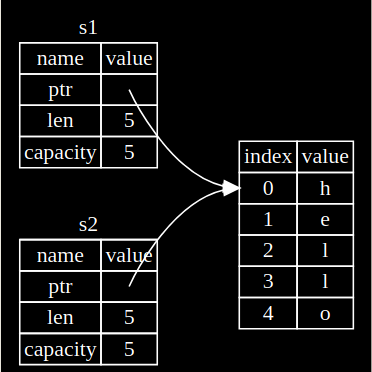 s1
name value
ptr
len 5
capacity 5
s2
name value
ptr
len 5
capacity 5
index value
0 h
1 e
2 l
3 l
4 o